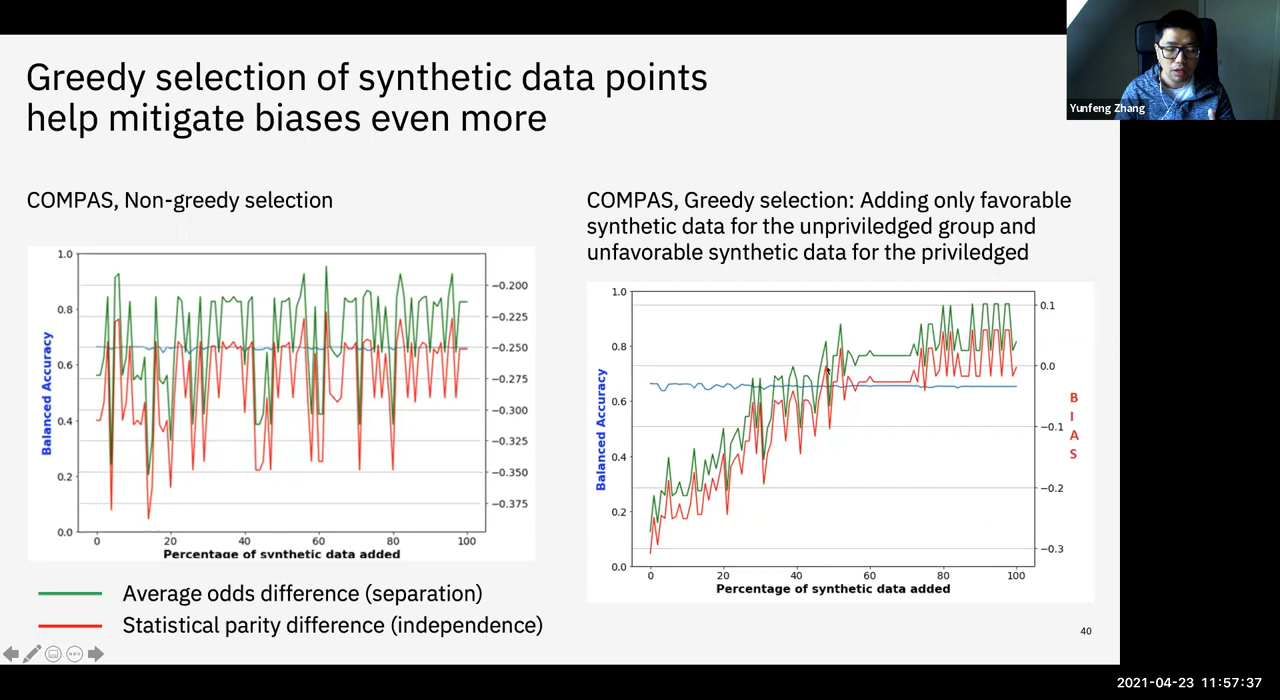 Greedy selection of synthetic data points
help mitigate biases even more
Yunfeng Zhang
COMPAS, Non-greedy selection
COMPAS, Greedy selection: Adding only favorable
synthetic data for the unpriviledged group and
unfavorable synthetic data for the priviledged
1.0
0.8
0.6
0.4
0.2
0.0
Balanced Accuracy
−0.200
−0.225
−0.250
−0.275
−0.300
−0.325
−0.350
−0.375
0 20 40 60 80 100
Percentage of synthetic data added
1.0
0.8
0.6
0.4
0.2
0.0
Balanced Accuracy
0.1
0.0
−0.1
−0.2
−0.3
B
I
A
S
0 20 40 60 80 100
Percentage of synthetic data added
Average odds difference (separation)
Statistical parity difference (independence)
40
2021-04-23 11:57:37